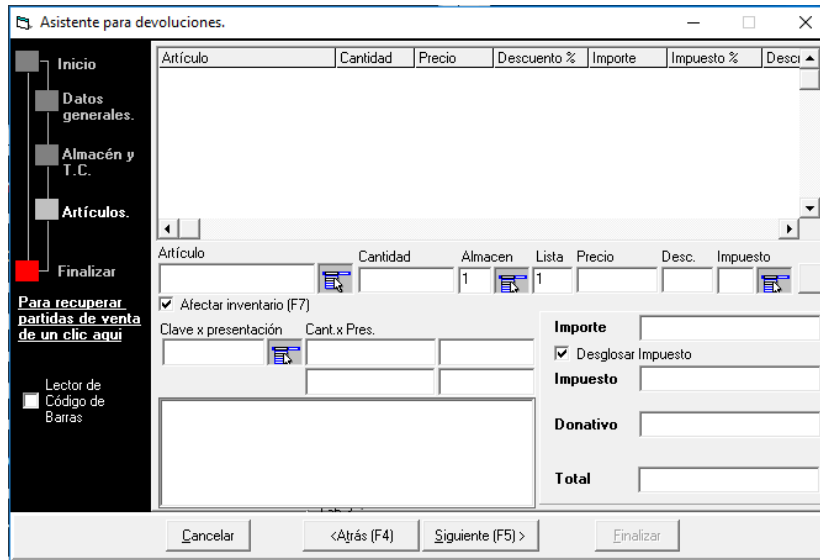 Asistente para devoluciones.
Inicio
Datos
generales.
Almacén y
T.C.
Artículos.
Finalizar
Para recuperar
partidas de venta
de un clic aqui
Lector de
Código de
Barras
Artículo Cantidad Precio Descuento % Importe Impuesto %
Artículo Cantidad Almacen Lista Precio Desc. Impuesto
1 1
Afectar inventario (F7)
Clave x presentación Cant.x Pres.
Importe
Desglosar Impuesto
Impuesto
Donativo
Total
Cancelar <Atrás (F4) Siguiente (F5) > Finalizar